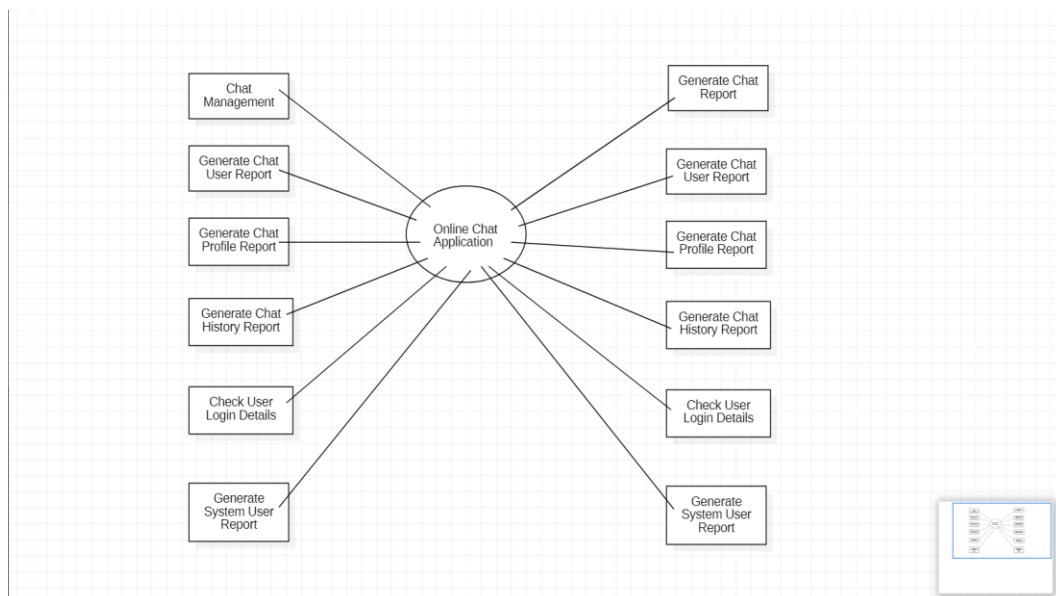 Chat
Management
Generate Chat
User Report
Generate Chat
Profile Report
Generate Chat
History Report
Check User
Login Details
Generate
System User
Report
Online Chat
Application
Generate Chat
Report
Generate Chat
User Report
Generate Chat
Profile Report
Generate Chat
History Report
Check User
Login Details
Generate
System User
Report